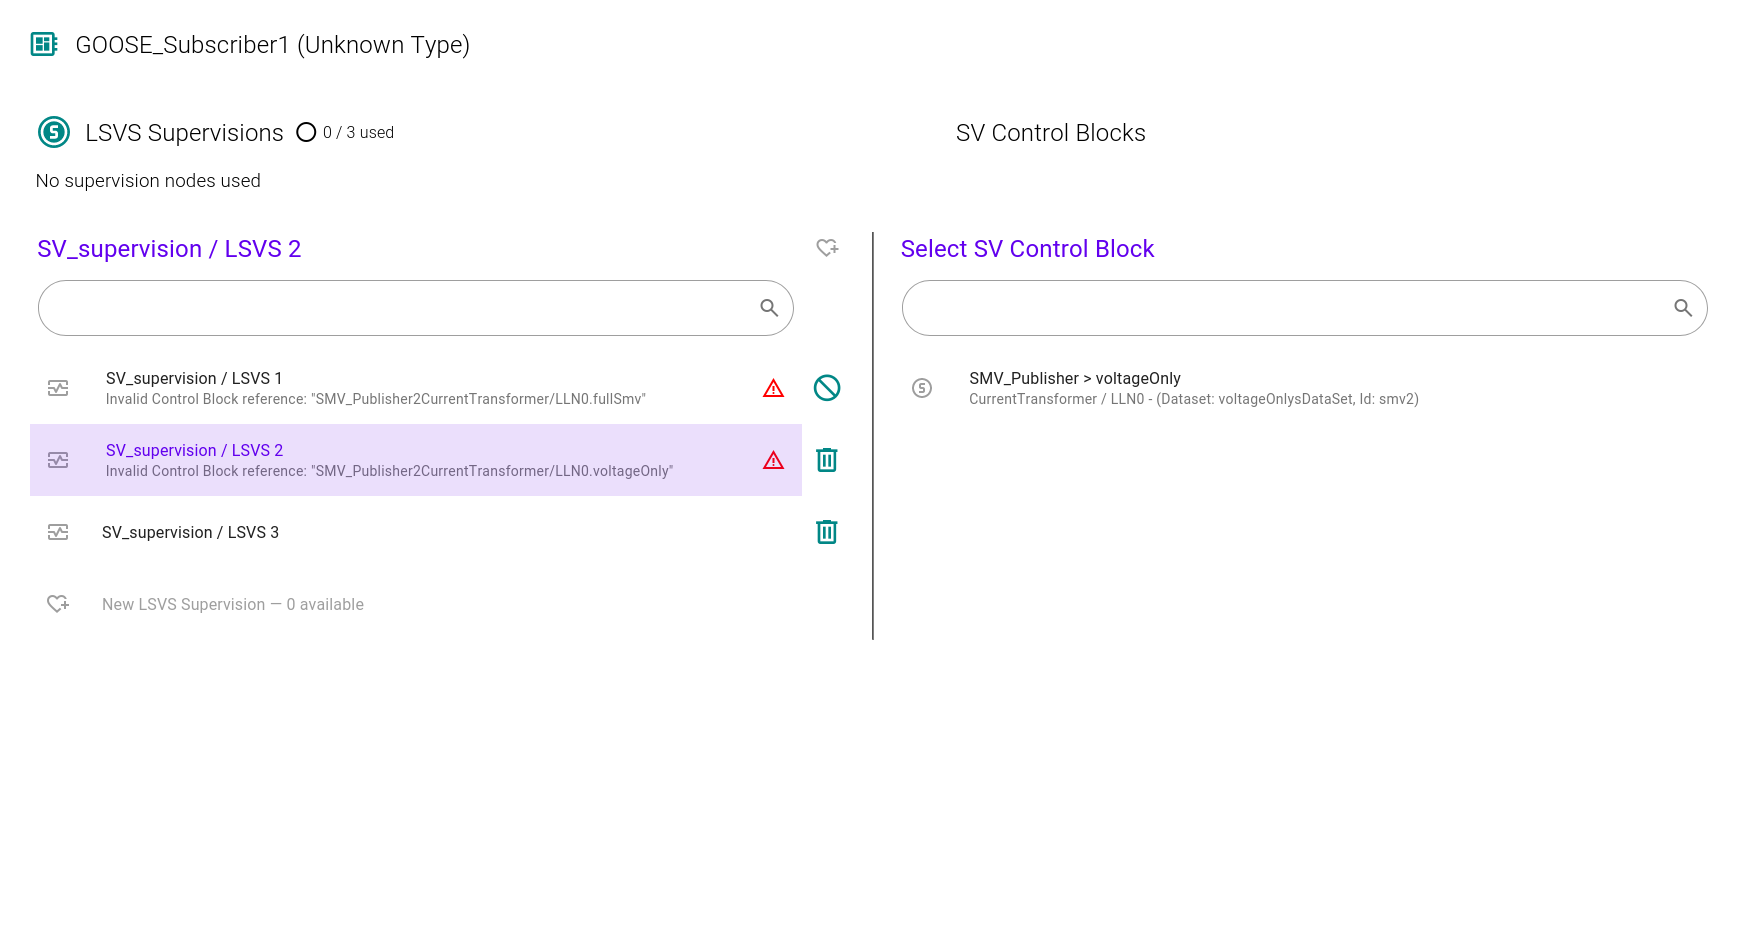 GOOSE_Subscriber1 (Unknown Type)
LSVS Supervisions 0 / 3 used
No supervision nodes used
SV_supervision / LSVS 2
SV_supervision / LSVS 1
Invalid Control Block reference: "SMV_Publisher2CurrentTransformer/LLN0.fullSmv"
SV_supervision / LSVS 2
Invalid Control Block reference: "SMV_Publisher2CurrentTransformer/LLN0.voltageOnly"
SV_supervision / LSVS 3
New LSVS Supervision — 0 available
SV Control Blocks
Select SV Control Block
SMV_Publisher > voltageOnly
CurrentTransformer / LLN0 - (Dataset: voltageOnlysDataSet, Id: smv2)